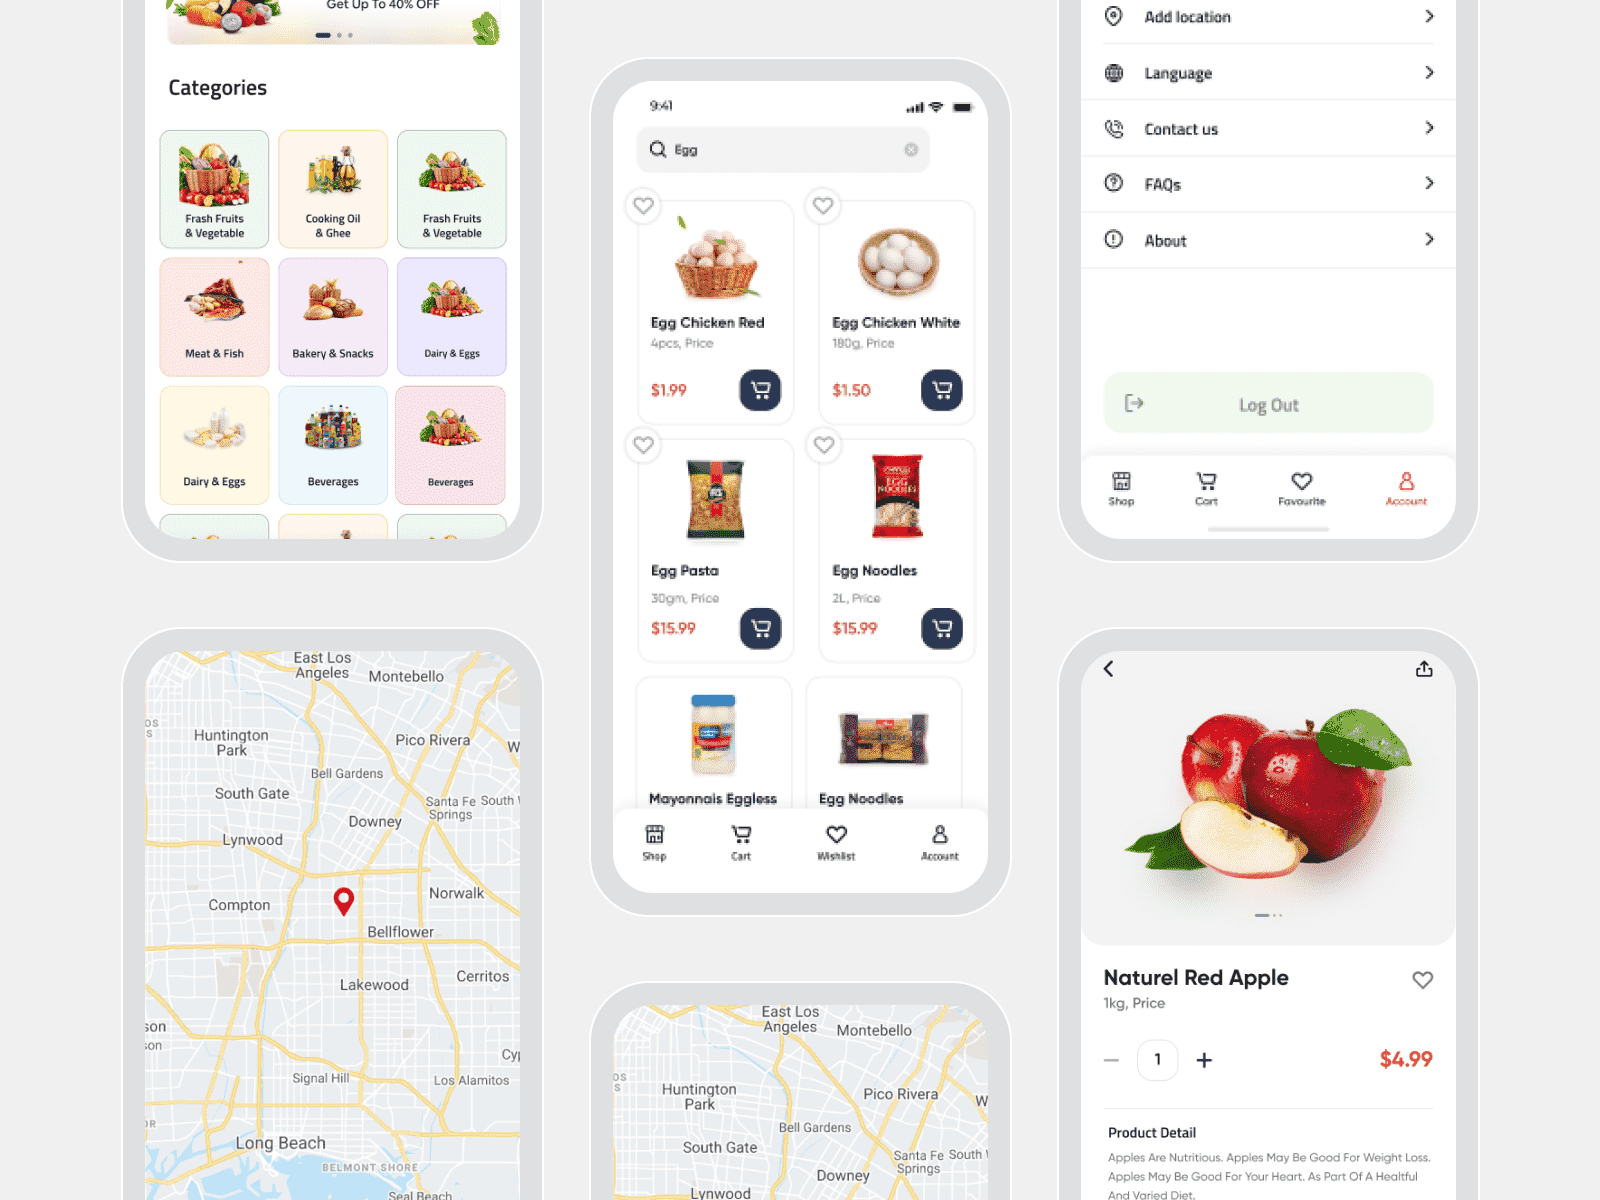 Get Up To 40% OFF
Categories
Frash Fruits
& Vegetable
Cooking Oil
& Ghee
Frash Fruits
& Vegetable
Meat & Fish
Bakery & Snacks
Dairy & Eggs
Dairy & Eggs
Beverages
Beverages
East Los
Angeles
Montebello
Huntington
Park
Pico Rivera
W
Bell Gardens
South Gate
Santa Fe
Springs
South
Downey
Lynwood
Norwalk
Compton
Bellflower
Cerritos
Lakewood
son
son
Cyp
Signal Hill
Los Alamitos
OR
Long Beach
BELMONT SHORE
Seal Beach
9:41
Egg
Egg Chicken Red
4pcs, Price
$1.99
Egg Chicken White
180g, Price
$1.50
EGG
NOODLES
Egg Pasta
30gm, Price
$15.99
Egg Noodles
2L, Price
$15.99
Mayonnais Eggless
Egg Noodles
Shop
Cart
Wishlist
Account
East Los
Angeles
Montebello
OS
S
Huntington
Park
Pico Rivera
W
Bell Gardens
South Gate
Santa Fe
Springs
South
Downey
Lynwood
Add location
Language
Contact us
FAQs
About
Log Out
Shop
Cart
Favourite
Account
Naturel Red Apple
1kg, Price
1
$4.99
Product Detail
Apples Are Nutritious. Apples May Be Good For Weight Loss.
Apples May Be Good For Your Heart. As Part Of A Healtful
And Varied Diet.